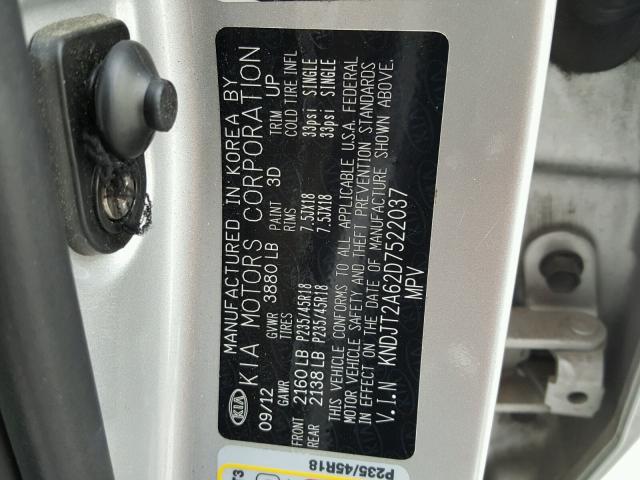 KIA MANUFACTURED IN KOREA BY
KIA MOTORS CORPORATION
09/12 GVWR 3880 LB PAINT 3D TRIM UP
GAWR TIRES RIMS COLD TIRE INFL
FRONT 2160 LB P235/45R18 7.5JX18 33psi SINGLE
REAR 2138 LB P235/45R18 7.5JX18 33psi SINGLE
THIS VEHICLE CONFORMS TO ALL APPLICABLE U.S.A. FEDERAL
MOTOR VEHICLE SAFETY AND THEFT PREVENTION STANDARDS
IN EFFECT ON THE DATE OF MANUFACTURE SHOWN ABOVE.
V.I.N KNDJT2A62D7522037
MPV
P235/45R18